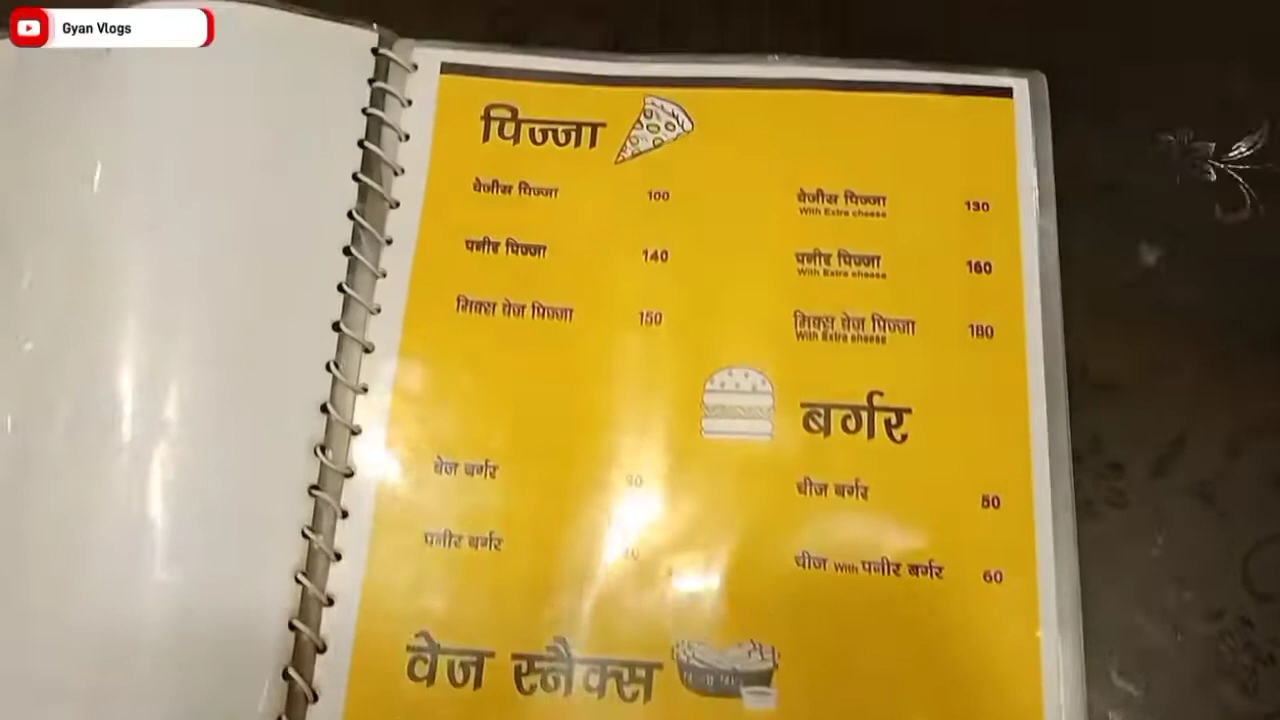 Gyan Vlogs
पिज्जा
वेजीस पिज्जा 100
वेजीस पिज्जा 130
With Extra cheese
पनीर पिज्जा 140
पनीर पिज्जा 160
With Extra cheese
मिक्स वेज पिज्जा 150
मिक्स वेज पिज्जा 180
With Extra cheese
बर्गर
वेज बर्गर
चीज बर्गर 50
पनीर बर्गर
चीज With पनीर बर्गर 60
वेज स्नैक्स